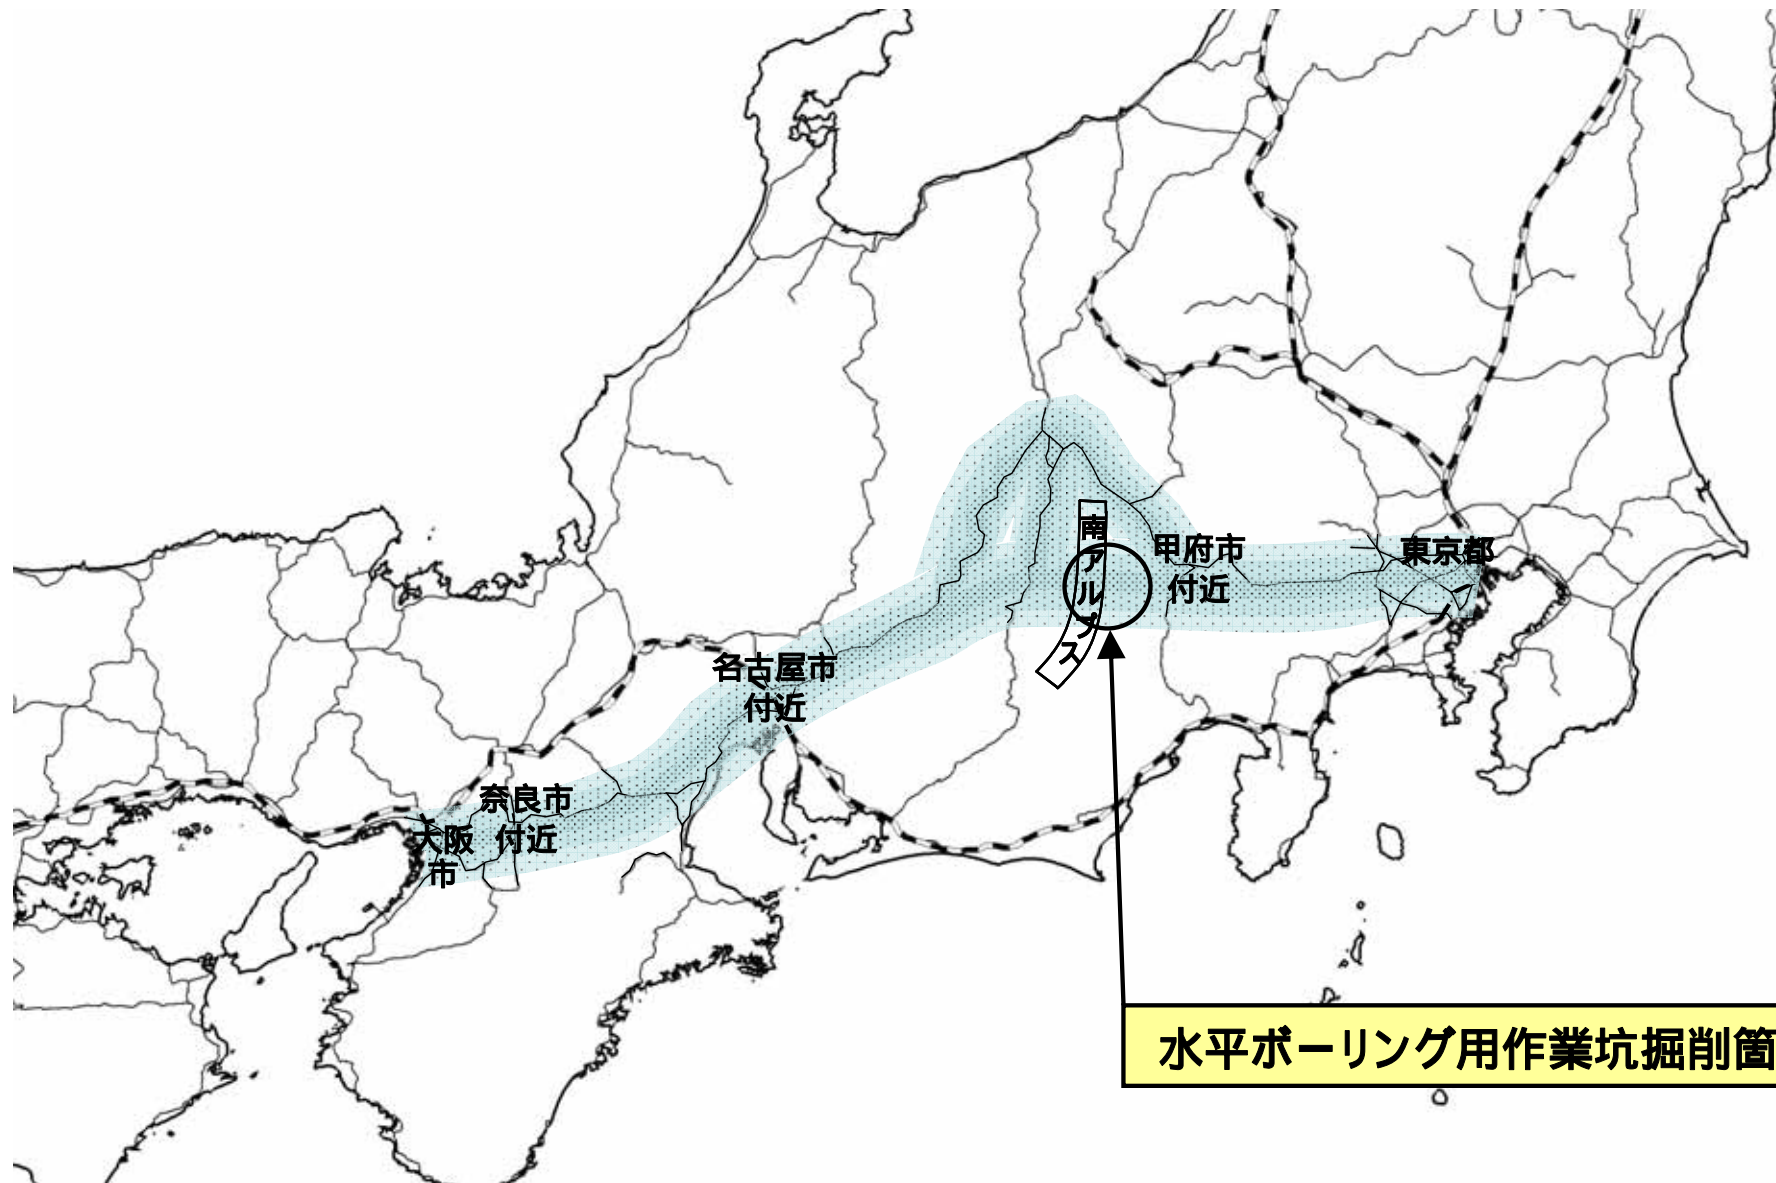 南アルプス
甲府市
付近
東京都
名古屋市
付近
奈良市
付近
大阪
市
水平ボーリング用作業坑掘削箇